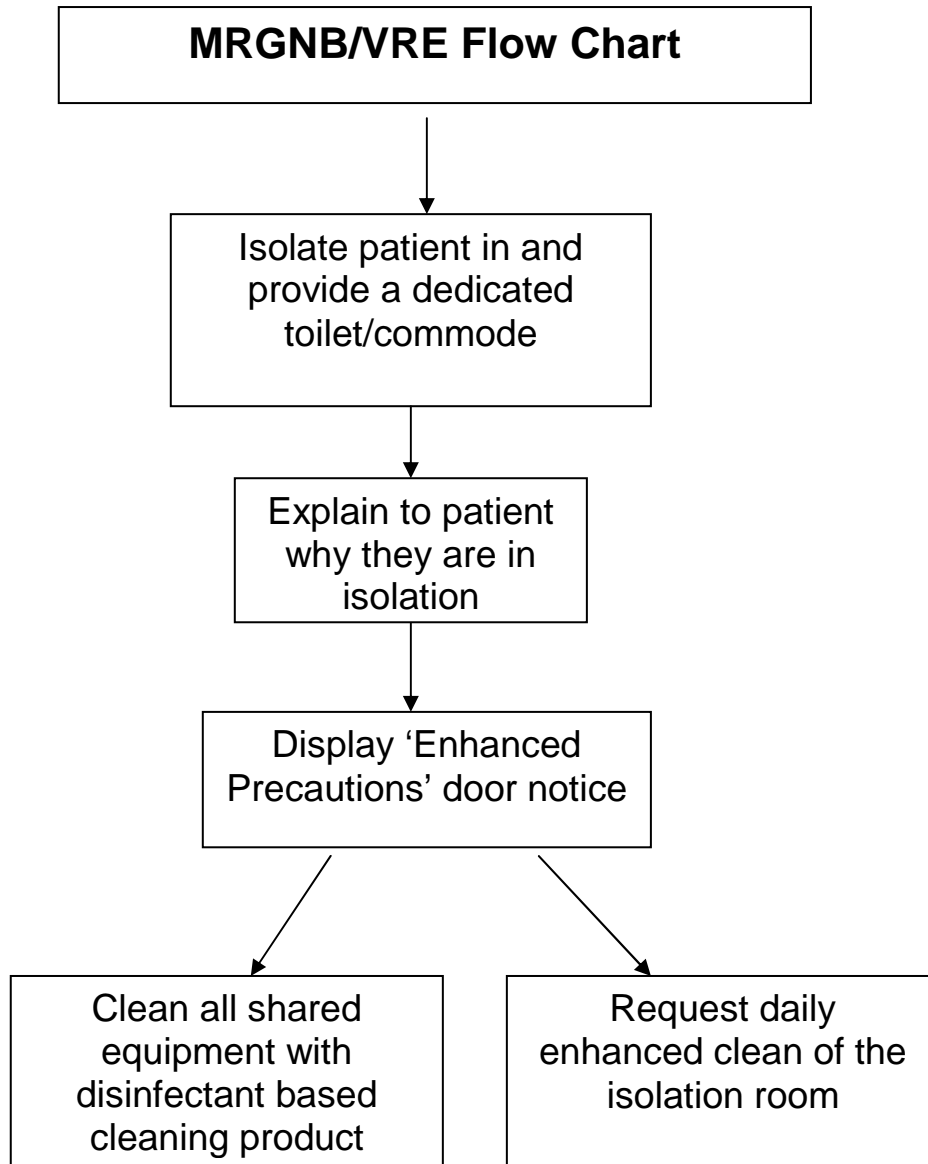 MRGNB/VRE Flow Chart
Isolate patient in and
provide a dedicated
toilet/commode
Explain to patient
why they are in
isolation
Display ‘Enhanced
Precautions’ door notice
Clean all shared
equipment with
disinfectant based
cleaning product
Request daily
enhanced clean of the
isolation room